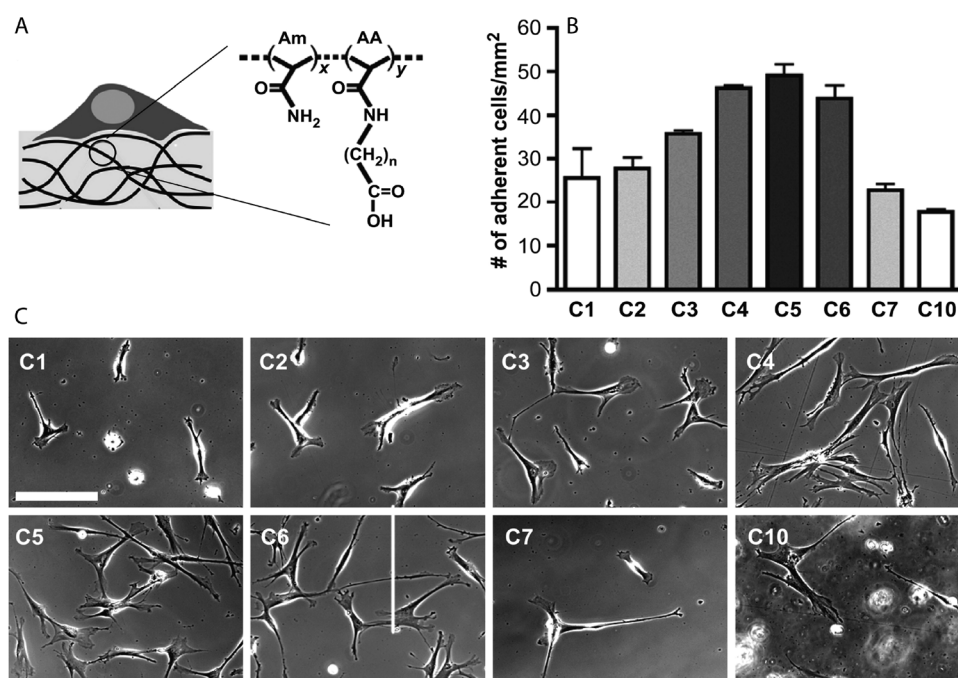 A
Am
AA
x
y
O
NH₂
O
NH
(CH₂)n
C=O
OH
B
# of adherent cells/mm²
60
50
40
30
20
10
0
C1 C2 C3 C4 C5 C6 C7 C10
C
C1 C2 C3 C4
C5 C6 C7 C10